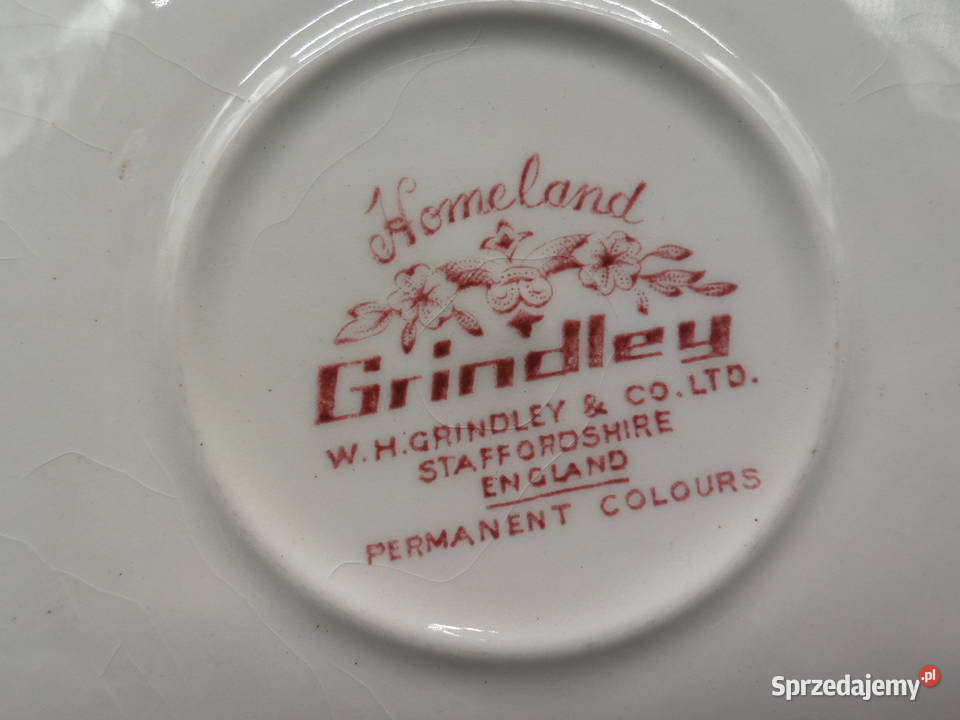 Homeland
Grindley
W.H.GRINDLEY & CO. LTD.
STAFFORDSHIRE
ENGLAND
PERMANENT COLOURS
Sprzedajemy.pl